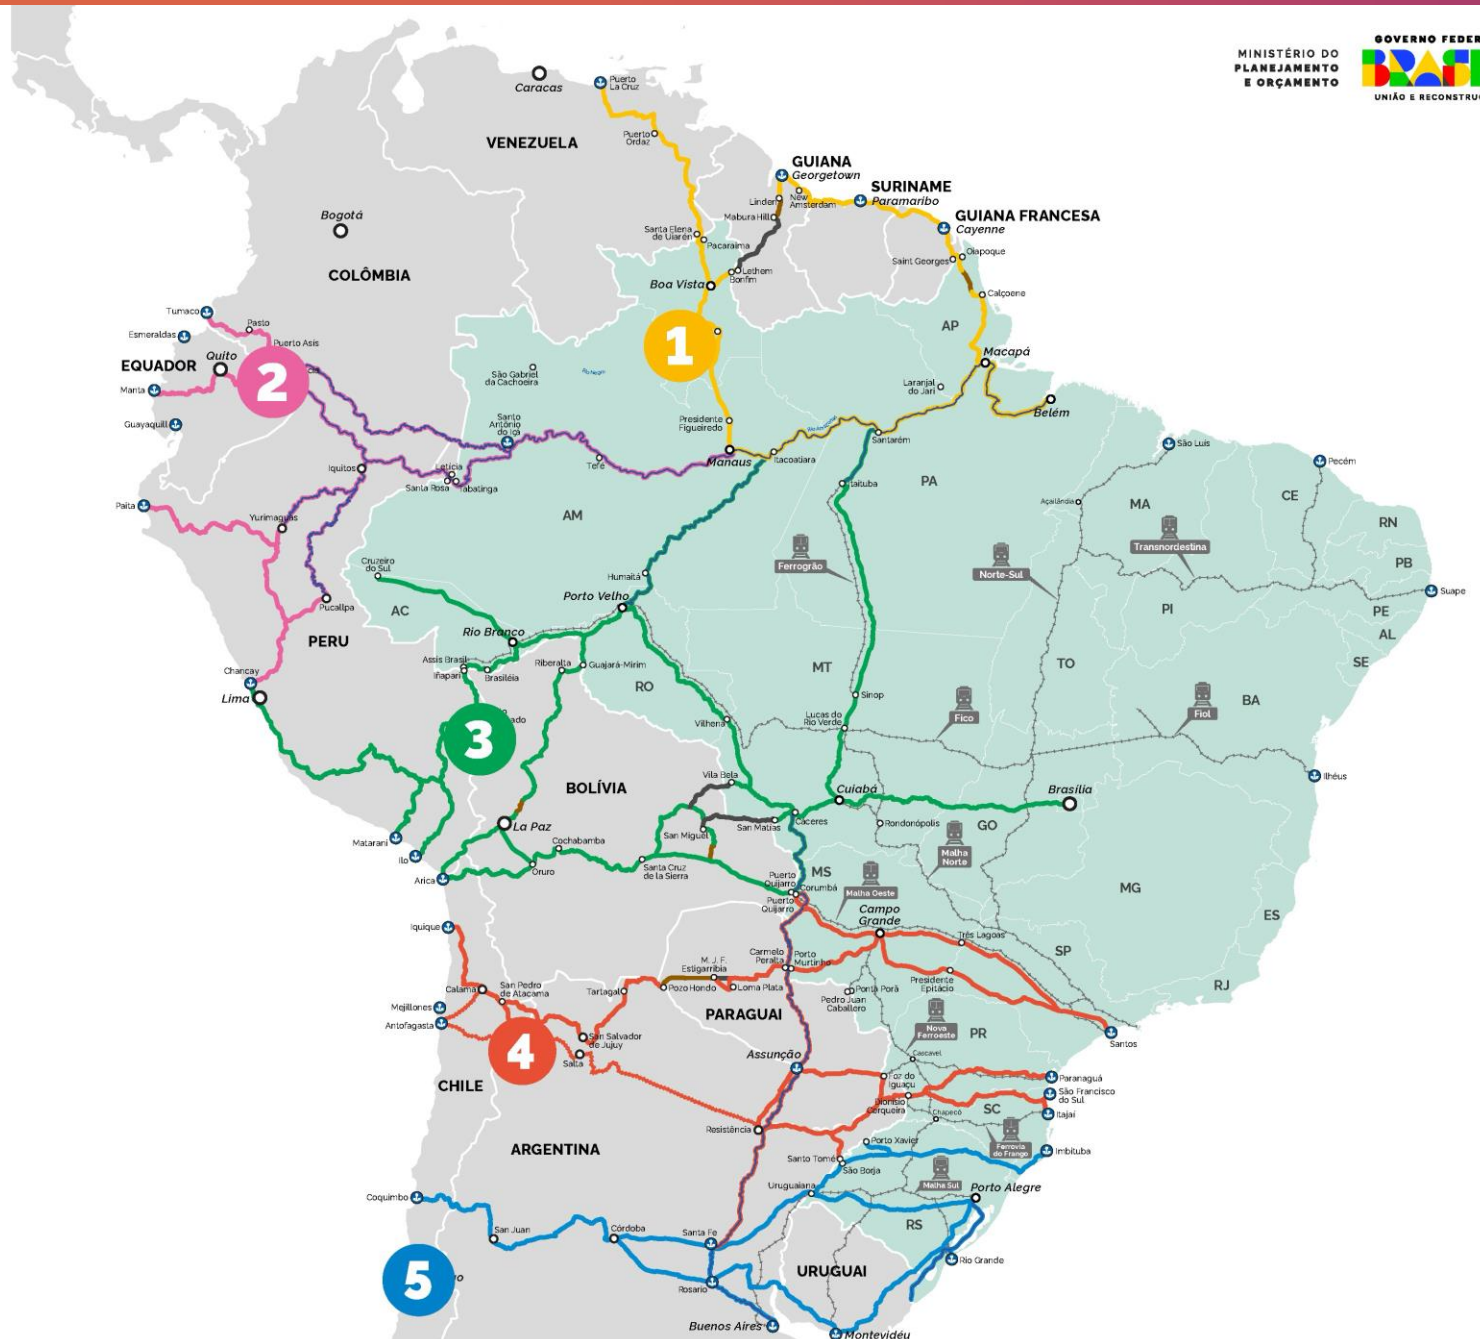 MINISTÉRIO DO
PLANEJAMENTO
E ORÇAMENTO
GOVERNO FEDER
BRASI
UNIÃO E RECONSTRU
Caracas
Puerto
La Cruz
VENEZUELA
Puerto
Ordaz
GUIANA
Georgetown
SURINAME
Paramaribo
GUIANA FRANCESA
Cayenne
Linden
New
Amsterdam
Mabura Hill
Bogotá
Santa Elena
de Uiarén
Pacaraima
Saint Georges
Oiapoque
Lethem
Bonfim
Boa Vista
Calçoene
COLÔMBIA
Tumaco
Pasto
Esmeraldas
Puerto Asis
Quito
EQUADOR
2
1
AP
Macapá
São Gabriel
da Cachoeira
Rio Negro
Laranjal
do Jari
Manta
Belém
Guayaquill
Santo
Antônio
do Içá
Presidente
Figueiredo
Santarém
São Luis
Manaus
Itacoatiara
Iquitos
Letícia
Tefé
Santa Rosa
Tabatinga
Pecém
Itaituba
PA
Açailândia
MA
CE
Paita
Yurimaguas
AM
RN
Transnordestina
Ferrogrão
Norte-Sul
PB
Cruzeiro
do Sul
Humaitá
Suape
Pucallpa
AC
Porto Velho
PI
PE
Rio Branco
AL
PERU
Assis Brasil
Iñapari
Brasiléia
Riberalta
Guajará-Mirim
MT
TO
SE
Chancay
RO
Lima
Sinop
BA
Lucas do
Rio Verde
Fico
Fiol
Vilhena
3
BOLÍVIA
Vila Bela
Ilhéus
Cuiabá
Brasília
La Paz
San Miguel
San Matías
Cáceres
Rondonópolis
GO
Matarani
Cochabamba
Malha
Norte
Ilo
Arica
Oruro
Santa Cruz
de la Sierra
Puerto
Quijarro
Corumbá
MS
Malha Oeste
MG
Puerto
Quijarro
Campo
Grande
ES
Iquique
Três Lagoas
SP
Carmelo
Peralta
Porto
Murtinho
M. J. F.
Estigarribia
Calama
San Pedro
de Atacama
Tartagal
Pozo Hondo
Loma Plata
Pedro Juan
Caballero
Ponta Porã
Presidente
Epitácio
RJ
Mejillones
Antofagasta
PARAGUAI
Nova
Ferroeste
PR
Santos
4
San Salvador
de Jujuy
Salta
Assunção
Cascavel
CHILE
Foz do
Iguaçu
Paranaguá
São Francisco
do Sul
Dionísio
Cerqueira
SC
Itajaí
Chapecó
Resistência
ARGENTINA
Porto Xavier
Ferrovia
do Frango
Imbituba
Santo Tomé
São Borja
Uruguaiana
Malha Sul
Porto Alegre
Coquimbo
RS
San Juan
Córdoba
Santa Fe
Rio Grande
5
URUGUAI
Rosario
Buenos Aires
Montevidéu